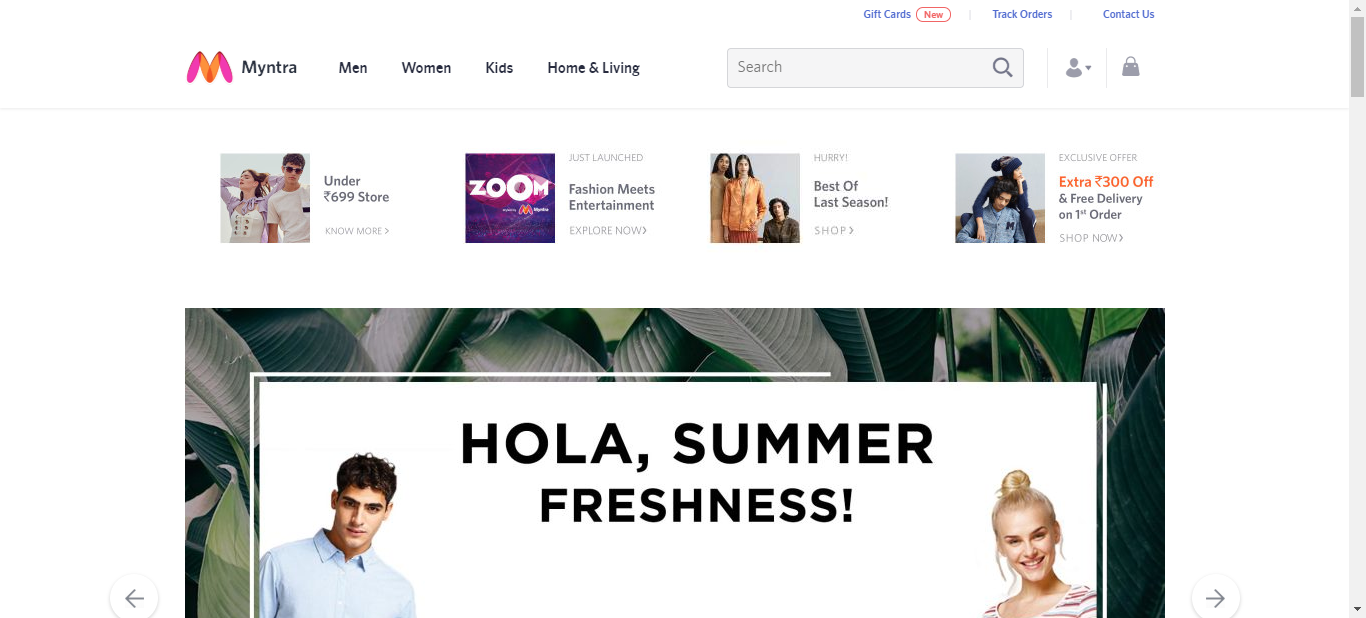 Gift Cards New Track Orders Contact Us
Myntra Men Women Kids Home & Living Search
Under
₹699 Store
KNOW MORE >
ZOOM
Myntra
JUST LAUNCHED
Fashion Meets
Entertainment
EXPLORE NOW>
HURRY!
Best Of
Last Season!
SHOP >
EXCLUSIVE OFFER
Extra ₹300 Off
& Free Delivery
on 1st Order
SHOP NOW>
HOLA, SUMMER
FRESHNESS!